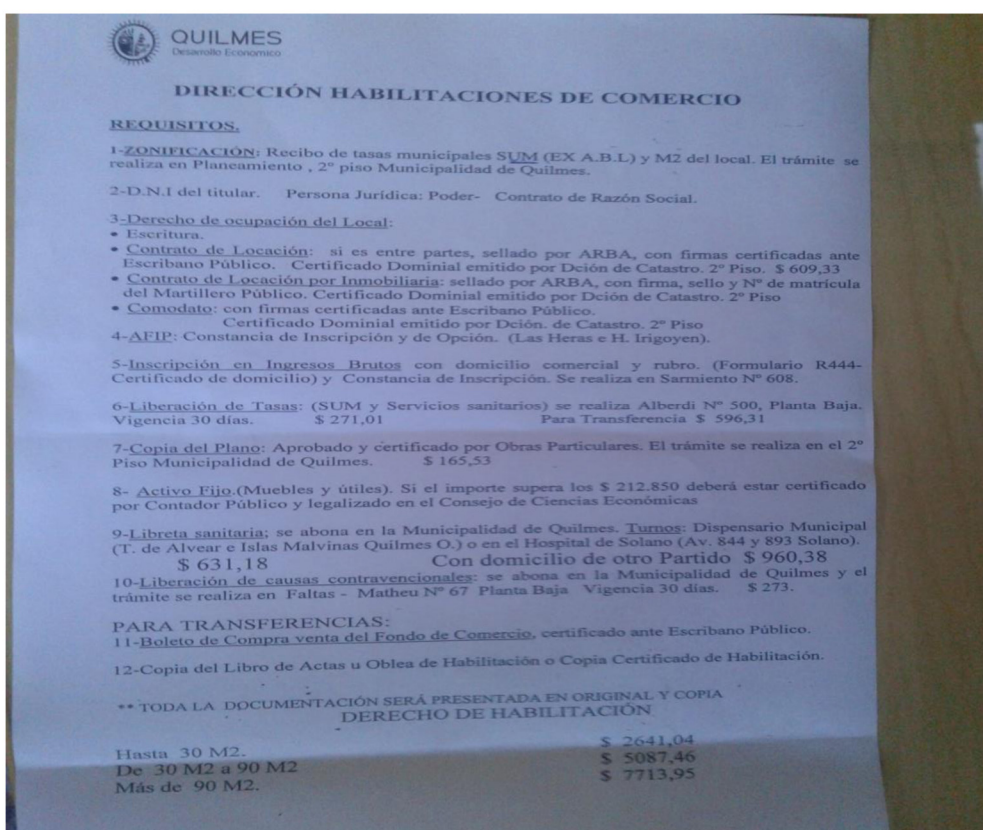 QUILMES
Desarrollo Económico
DIRECCIÓN HABILITACIONES DE COMERCIO
REQUISITOS.
1-ZONIFICACIÓN: Recibo de tasas municipales SUM (EX A.B.L) y M2 del local. El trámite se
realiza en Planeamiento , 2º piso Municipalidad de Quilmes.
2-D.N.I del titular. Persona Jurídica: Poder- Contrato de Razón Social.
3-Derecho de ocupación del Local:
• Escritura.
• Contrato de Locación: si es entre partes, sellado por ARBA, con firmas certificadas ante
Escribano Público. Certificado Dominial emitido por Dción de Catastro. 2º Piso. $ 609,33
• Contrato de Locación por Inmobiliaria: sellado por ARBA, con firma, sello y Nº de matrícula
del Martillero Público. Certificado Dominial emitido por Dción de Catastro. 2º Piso
• Comodato: con firmas certificadas ante Escribano Público.
Certificado Dominial emitido por Dción. de Catastro. 2º Piso
4-AFIP: Constancia de Inscripción y de Opción. (Las Heras e H. Irigoyen).
5-Inscripción en Ingresos Brutos con domicilio comercial y rubro. (Formulario R444-
Certificado de domicilio) y Constancia de Inscripción. Se realiza en Sarmiento Nº 608.
6-Liberación de Tasas: (SUM y Servicios sanitarios) se realiza Alberdi Nº 500, Planta Baja.
Vigencia 30 días. $ 271,01 Para Transferencia $ 596,31
7-Copia del Plano: Aprobado y certificado por Obras Particulares. El trámite se realiza en el 2º
Piso Municipalidad de Quilmes. $ 165,53
8- Activo Fijo.(Muebles y útiles). Si el importe supera los $ 212.850 deberá estar certificado
por Contador Público y legalizado en el Consejo de Ciencias Económicas
9-Libreta sanitaria; se abona en la Municipalidad de Quilmes. Turnos: Dispensario Municipal
(T. de Alvear e Islas Malvinas Quilmes O.) o en el Hospital de Solano (Av. 844 y 893 Solano).
$ 631,18 Con domicilio de otro Partido $ 960,38
10-Liberación de causas contravencionales: se abona en la Municipalidad de Quilmes y el
trámite se realiza en Faltas - Matheu Nº 67 Planta Baja Vigencia 30 días. $ 273.
PARA TRANSFERENCIAS:
11-Boleto de Compra venta del Fondo de Comercio, certificado ante Escribano Público.
12-Copia del Libro de Actas u Oblea de Habilitación o Copia Certificado de Habilitación.
** TODA LA DOCUMENTACIÓN SERÁ PRESENTADA EN ORIGINAL Y COPIA
DERECHO DE HABILITACIÓN
Hasta 30 M2. $ 2641,04
De 30 M2 a 90 M2 $ 5087,46
Más de 90 M2. $ 7713,95